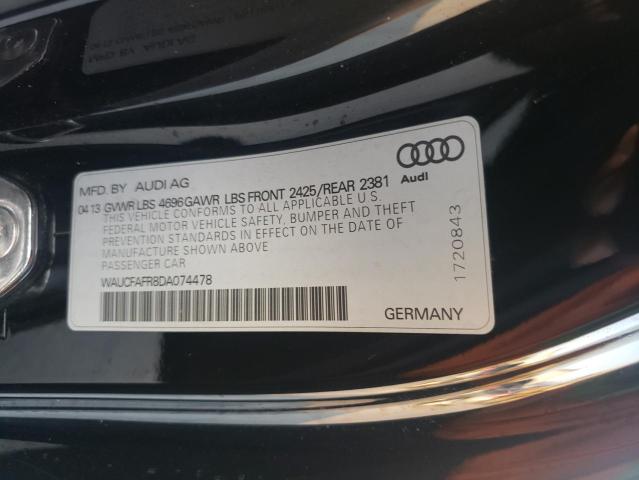 MFD. BY AUDI AG
04 13 GVWR LBS 4696 GAWR LBS FRONT 2425/REAR 2381
THIS VEHICLE CONFORMS TO ALL APPLICABLE U.S.
FEDERAL MOTOR VEHICLE SAFETY, BUMPER AND THEFT
PREVENTION STANDARDS IN EFFECT ON THE DATE OF
MANUFACTURE SHOWN ABOVE
PASSENGER CAR
WAUCFAFR8DA074478
Audi
1720843
GERMANY